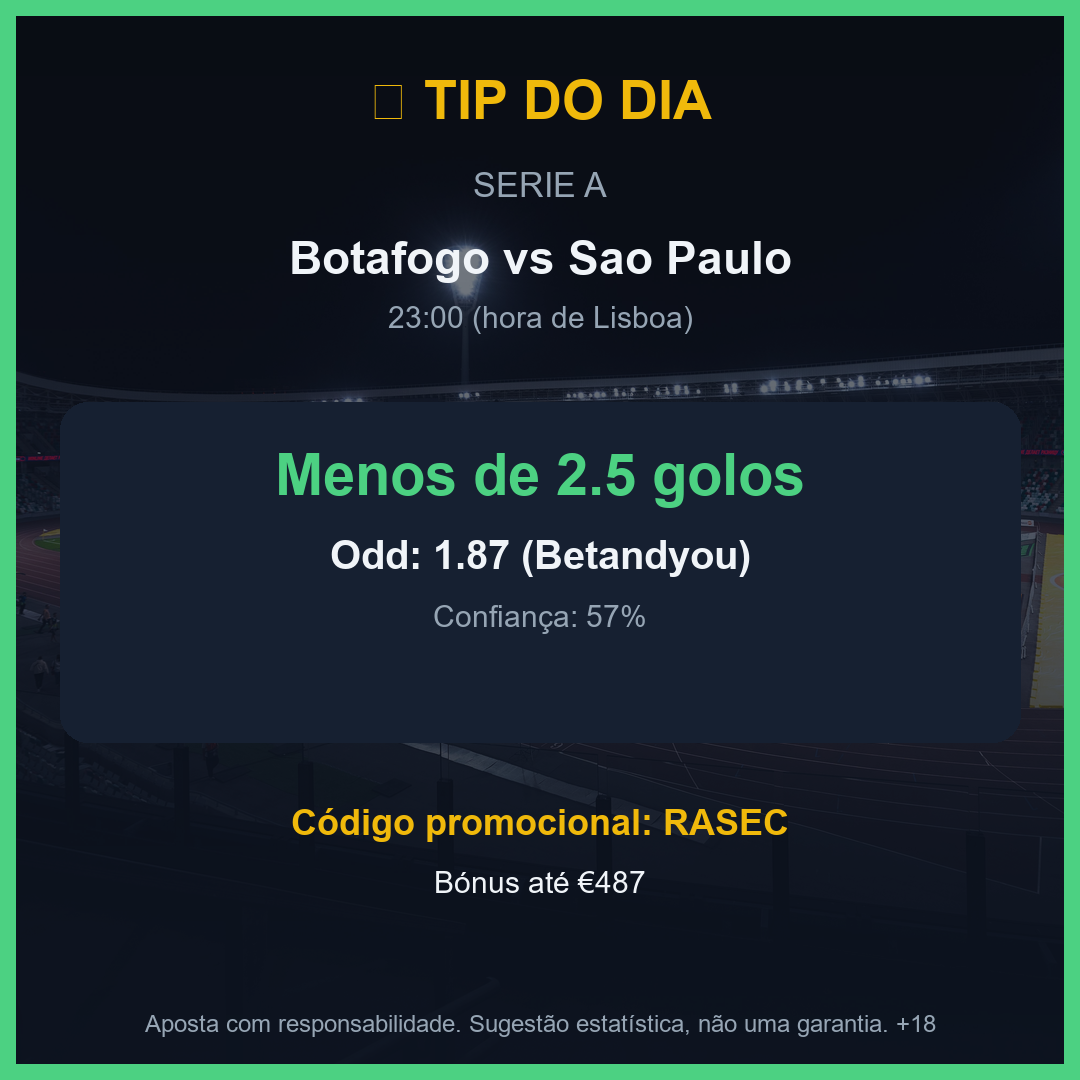 TIP DO DIA
SERIE A
Botafogo vs Sao Paulo
23:00 (hora de Lisboa)
Menos de 2.5 golos
Odd: 1.87 (Betandyou)
Confiança: 57%
Código promocional: RASEC
Bónus até €487
Aposta com responsabilidade. Sugestão estatística, não uma garantia. +18